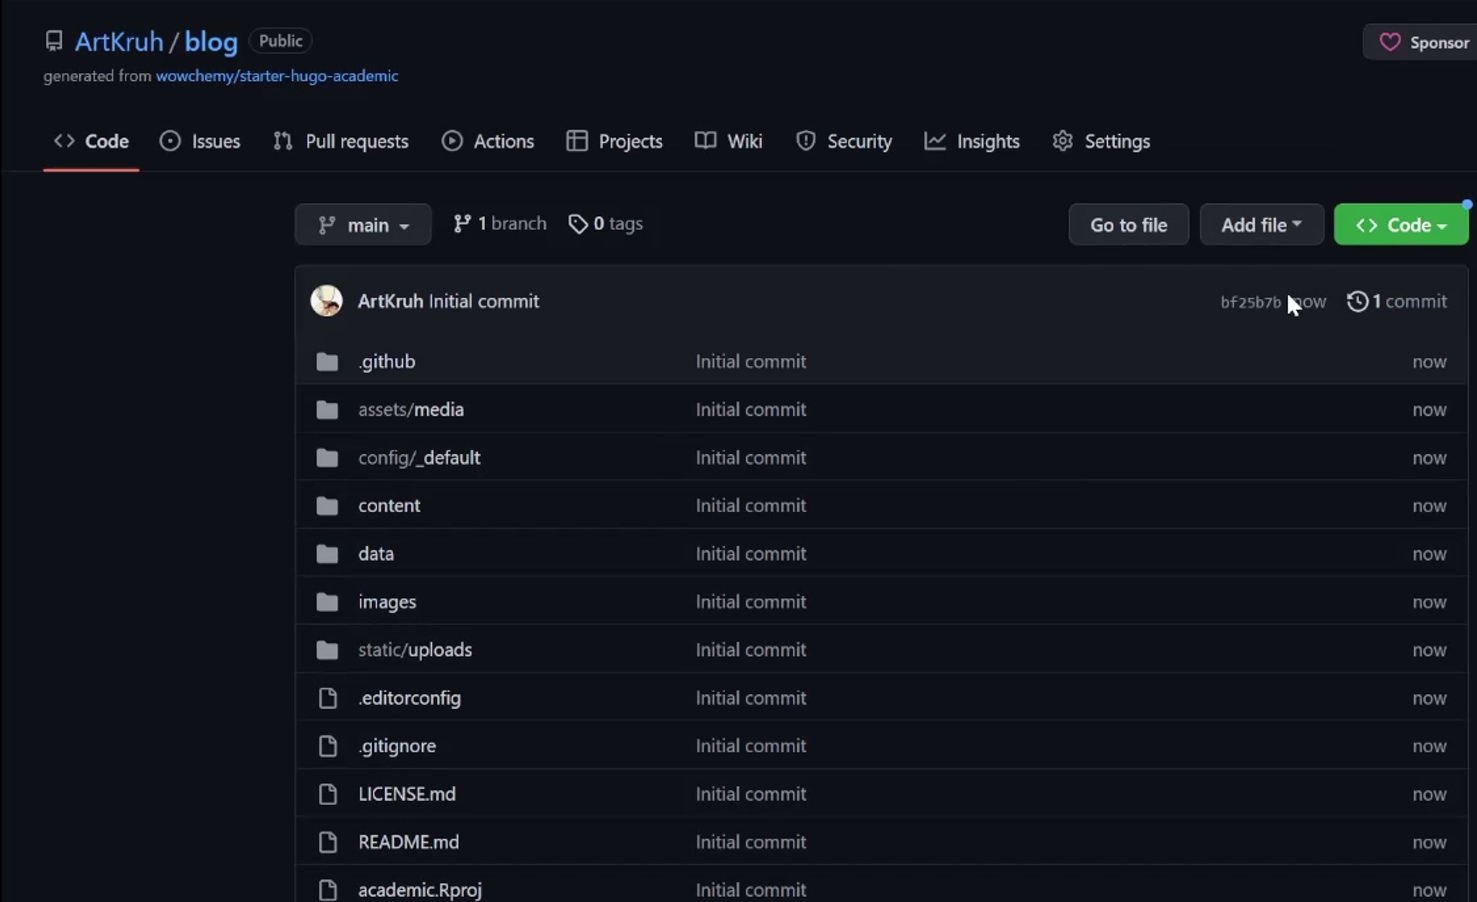 ArtKruh / blog Public
Sponsor
generated from wowchemy/starter-hugo-academic
Code Issues Pull requests Actions Projects Wiki Security Insights Settings
main 1 branch 0 tags Go to file Add file Code
ArtKruh Initial commit bf25b7b now 1 commit
.github Initial commit now
assets/media Initial commit now
config/_default Initial commit now
content Initial commit now
data Initial commit now
images Initial commit now
static/uploads Initial commit now
.editorconfig Initial commit now
.gitignore Initial commit now
LICENSE.md Initial commit now
README.md Initial commit now
academic.Rproj Initial commit now